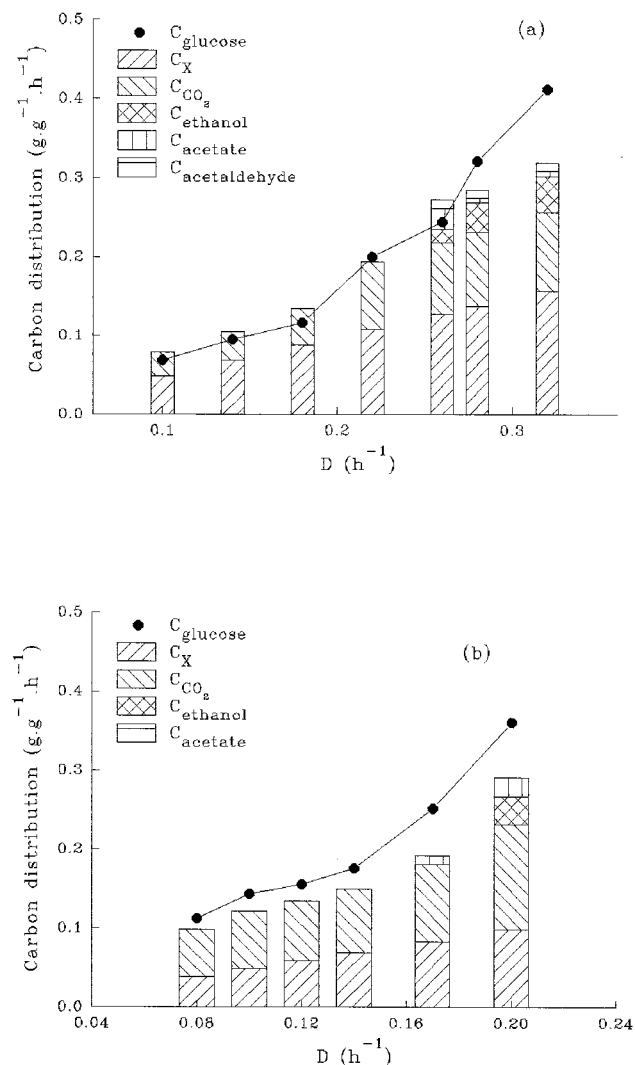 0.5
0.4
0.3
0.2
0.1
0.0
Carbon distribution (g.g⁻¹.h⁻¹)
C_glucose
C_X
C_CO₂
C_ethanol
C_acetate
C_acetaldehyde
(a)
0.1 0.2 0.3
D (h⁻¹)
0.5
0.4
0.3
0.2
0.1
0.0
Carbon distribution (g.g⁻¹.h⁻¹)
C_glucose
C_X
C_CO₂
C_ethanol
C_acetate
(b)
0.04 0.08 0.12 0.16 0.20 0.24
D (h⁻¹)